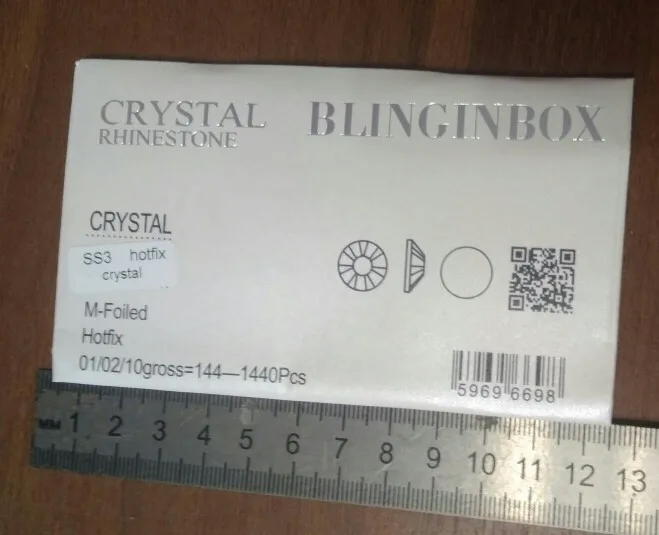 CRYSTAL
RHINESTONE
BLINGINBOX
CRYSTAL
SS3 hotfix
crystal
M-Foiled
Hotfix
01/02/10gross=144—1440Pcs
5969 6698
MM 1 2 3 4 5 6 7 8 9 10 11 12 13